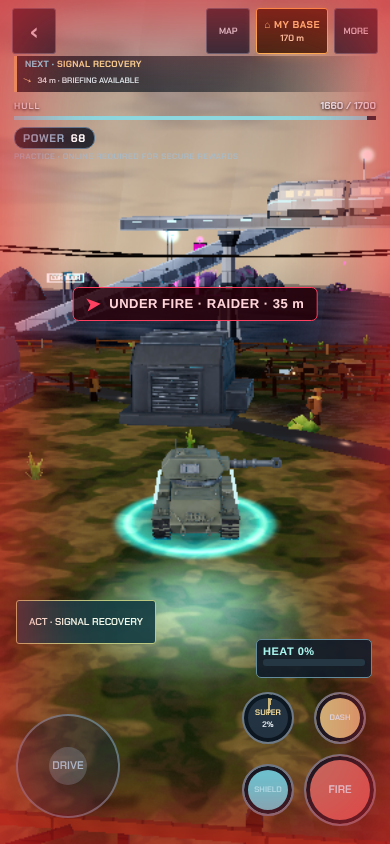 MAP
⌂ MY BASE
170 m
MORE
NEXT · SIGNAL RECOVERY
34 m · BRIEFING AVAILABLE
HULL
1660 / 1700
POWER 68
UNDER FIRE · RAIDER · 35 m
ACT · SIGNAL RECOVERY
HEAT 0%
SUPER
2%
DASH
DRIVE
SHIELD
FIRE